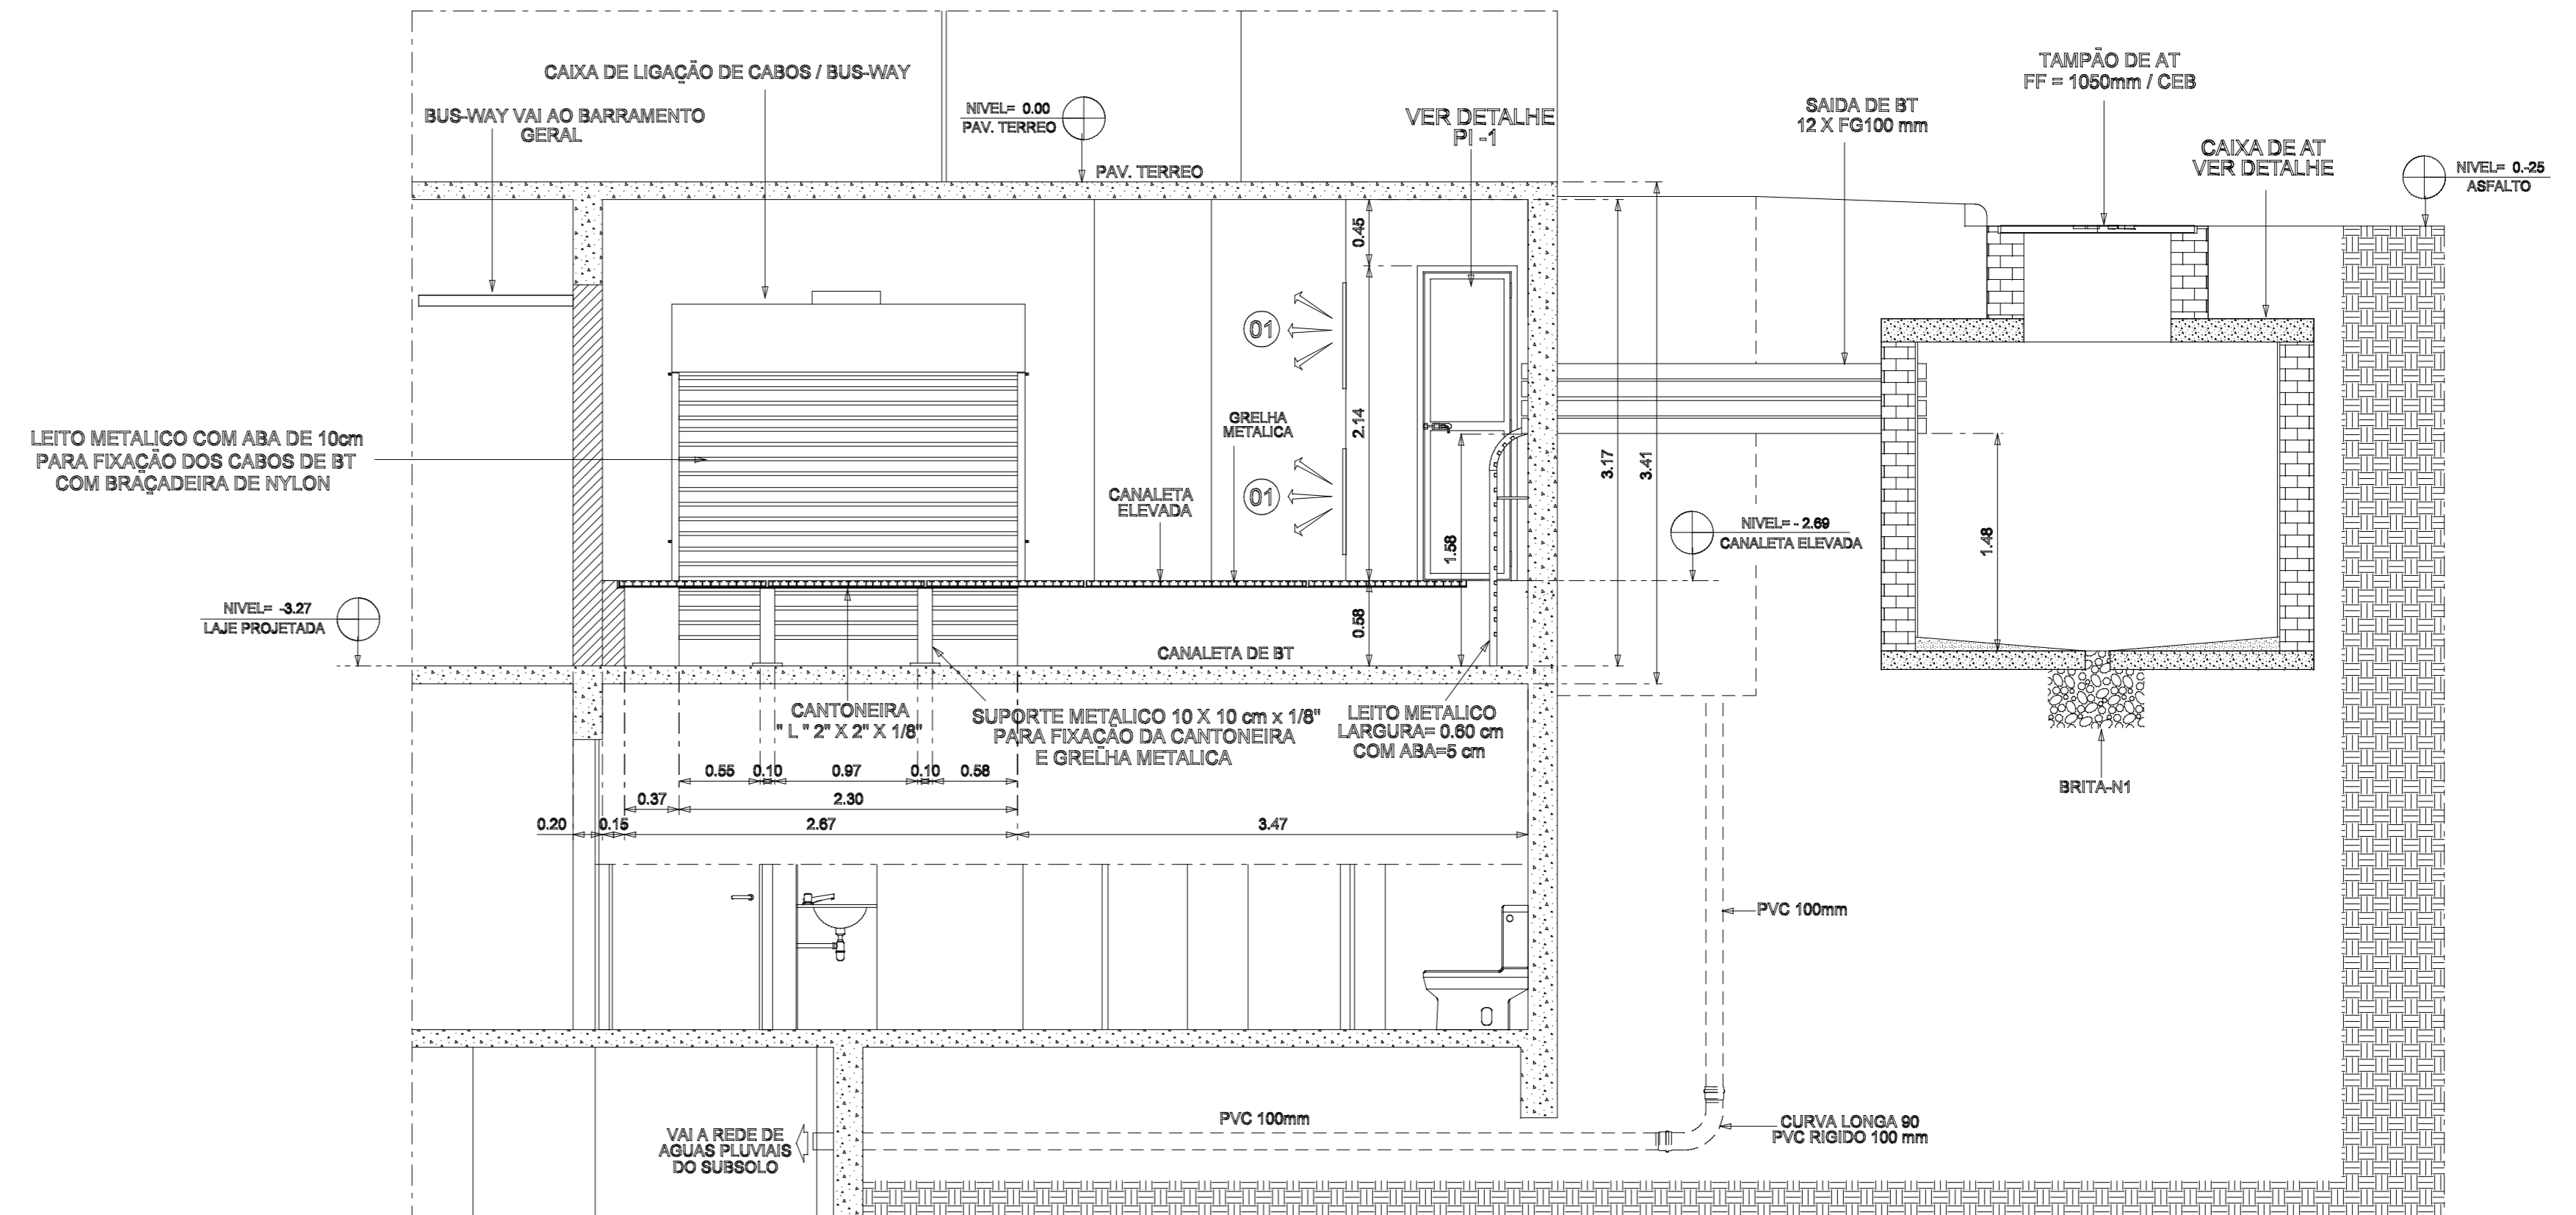 CAIXA DE LIGAÇÃO DE CABOS / BUS-WAY
BUS-WAY VAI AO BARRAMENTO
GERAL
NIVEL= 0.00
PAV. TERREO
PAV. TERREO
VER DETALHE
PI -1
SAIDA DE BT
12 X FG100 mm
TAMPÃO DE AT
FF = 1050mm / CEB
CAIXA DE AT
VER DETALHE
NIVEL= 0.-25
ASFALTO
0.45
01
2.14
GRELHA
METALICA
LEITO METALICO COM ABA DE 10cm
PARA FIXAÇÃO DOS CABOS DE BT
COM BRAÇADEIRA DE NYLON
3.17
3.41
CANALETA
ELEVADA
01
1.58
NIVEL= - 2.69
CANALETA ELEVADA
1.48
NIVEL= -3.27
LAJE PROJETADA
0.58
CANALETA DE BT
CANTONEIRA
" L " 2" X 2" X 1/8"
SUPORTE METALICO 10 X 10 cm x 1/8"
PARA FIXAÇÃO DA CANTONEIRA
E GRELHA METALICA
LEITO METALICO
LARGURA= 0.60 cm
COM ABA=5 cm
0.55 0.10 0.97 0.10 0.58
BRITA-N1
0.37 2.30
0.20 0.15 2.67 3.47
PVC 100mm
PVC 100mm
CURVA LONGA 90
PVC RIGIDO 100 mm
VAI A REDE DE
AGUAS PLUVIAIS
DO SUBSOLO